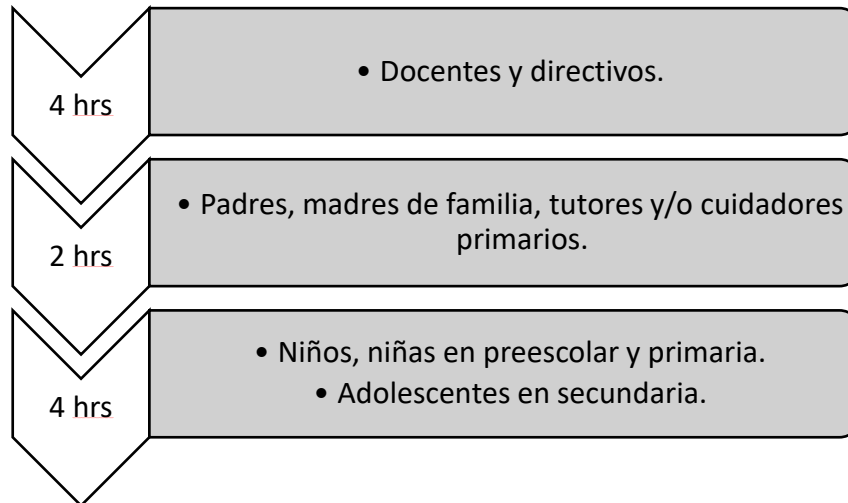 4 hrs
• Docentes y directivos.
2 hrs
• Padres, madres de familia, tutores y/o cuidadores
primarios.
4 hrs
• Niños, niñas en preescolar y primaria.
• Adolescentes en secundaria.